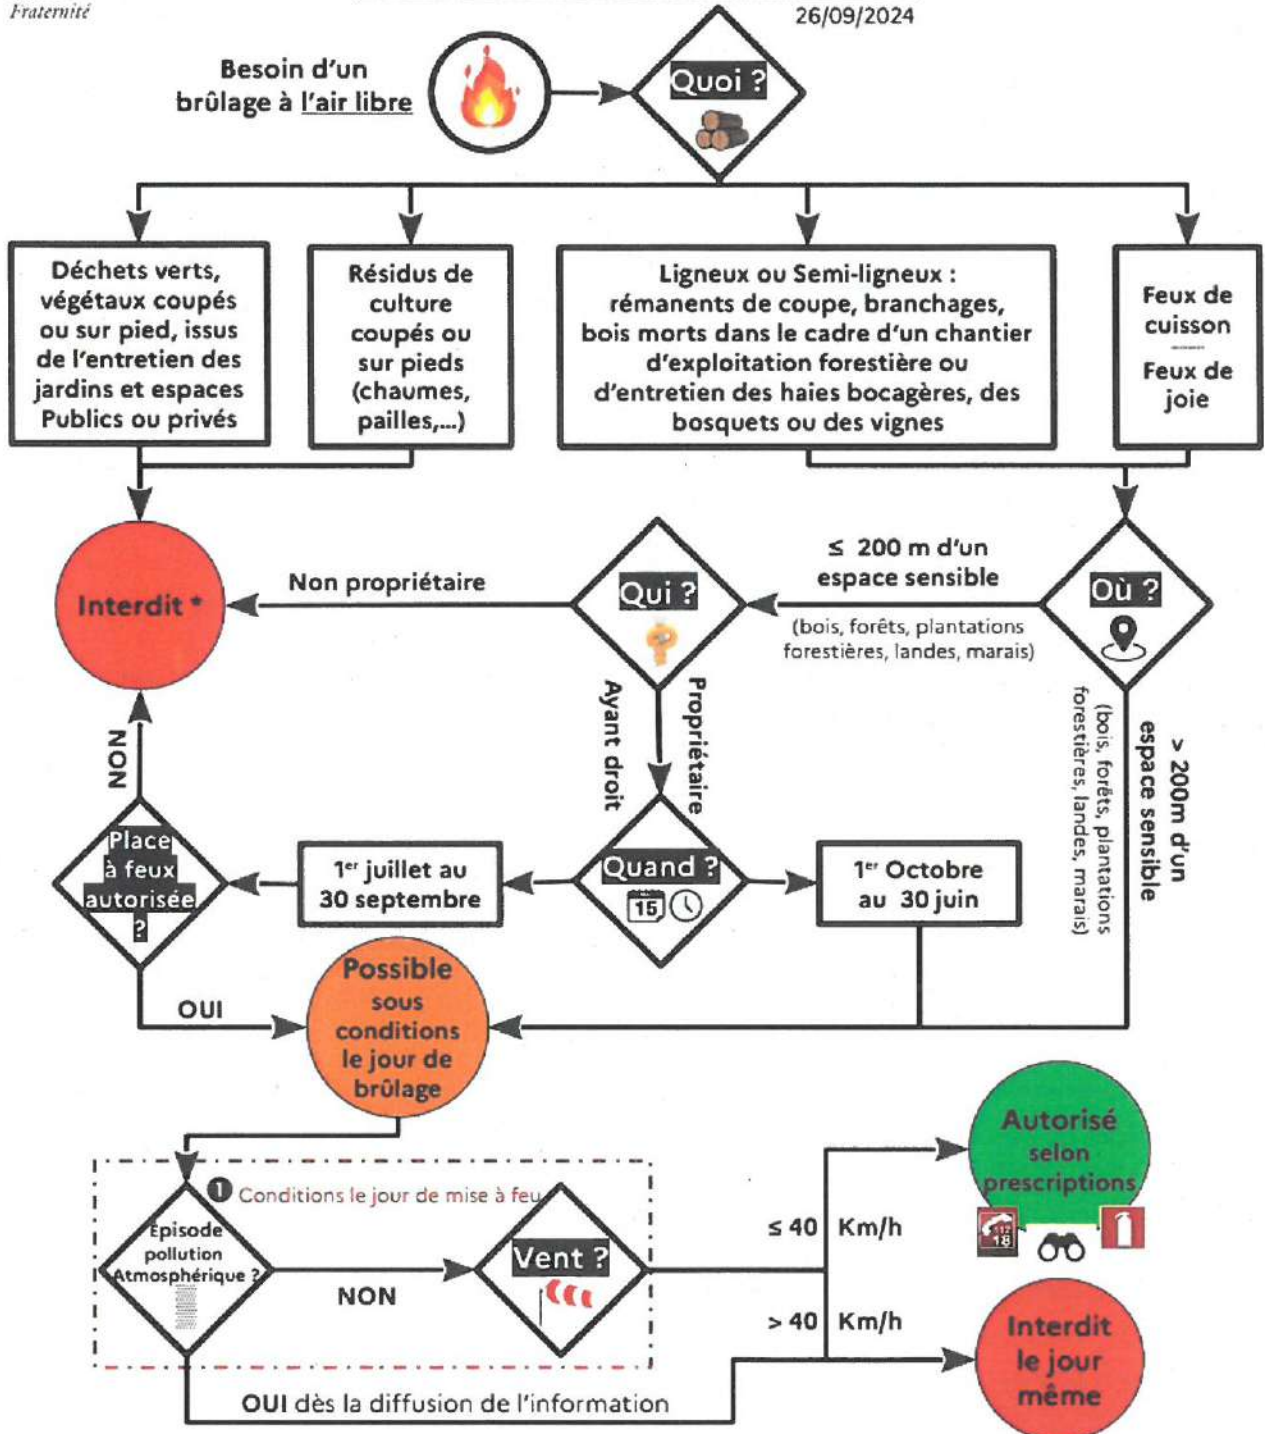 Fraternité
26/09/2024
Besoin d'un
brûlage à l'air libre
Quoi ?
Déchets verts,
végétaux coupés
ou sur pied, issus
de l'entretien des
jardins et espaces
Publics ou privés
Résidus de
culture
coupés ou
sur pieds
(chaumes,
pailles,...)
Ligneux ou Semi-ligneux :
rémanents de coupe, branchages,
bois morts dans le cadre d'un chantier
d'exploitation forestière ou
d'entretien des haies bocagères, des
bosquets ou des vignes
Feux de
cuisson
Feux de
joie
Interdit *
Non propriétaire
Qui ?
≤ 200 m d'un
espace sensible
(bois, forêts, plantations
forestières, landes, marais)
Où ?
> 200m d'un
espace sensible
(bois, forêts, plantations
forestières, landes, marais)
Propriétaire
Ayant droit
NON
Place
à feux
autorisée
?
1er juillet au
30 septembre
Quand ?
15
1er Octobre
au 30 juin
OUI
Possible
sous
conditions
le jour de
brûlage
1 Conditions le jour de mise à feu
Épisode
pollution
Atmosphérique ?
NON
Vent ?
≤ 40 Km/h
> 40 Km/h
Autorisé
selon
prescriptions
112
18
Interdit
le jour
même
OUI dès la diffusion de l'information